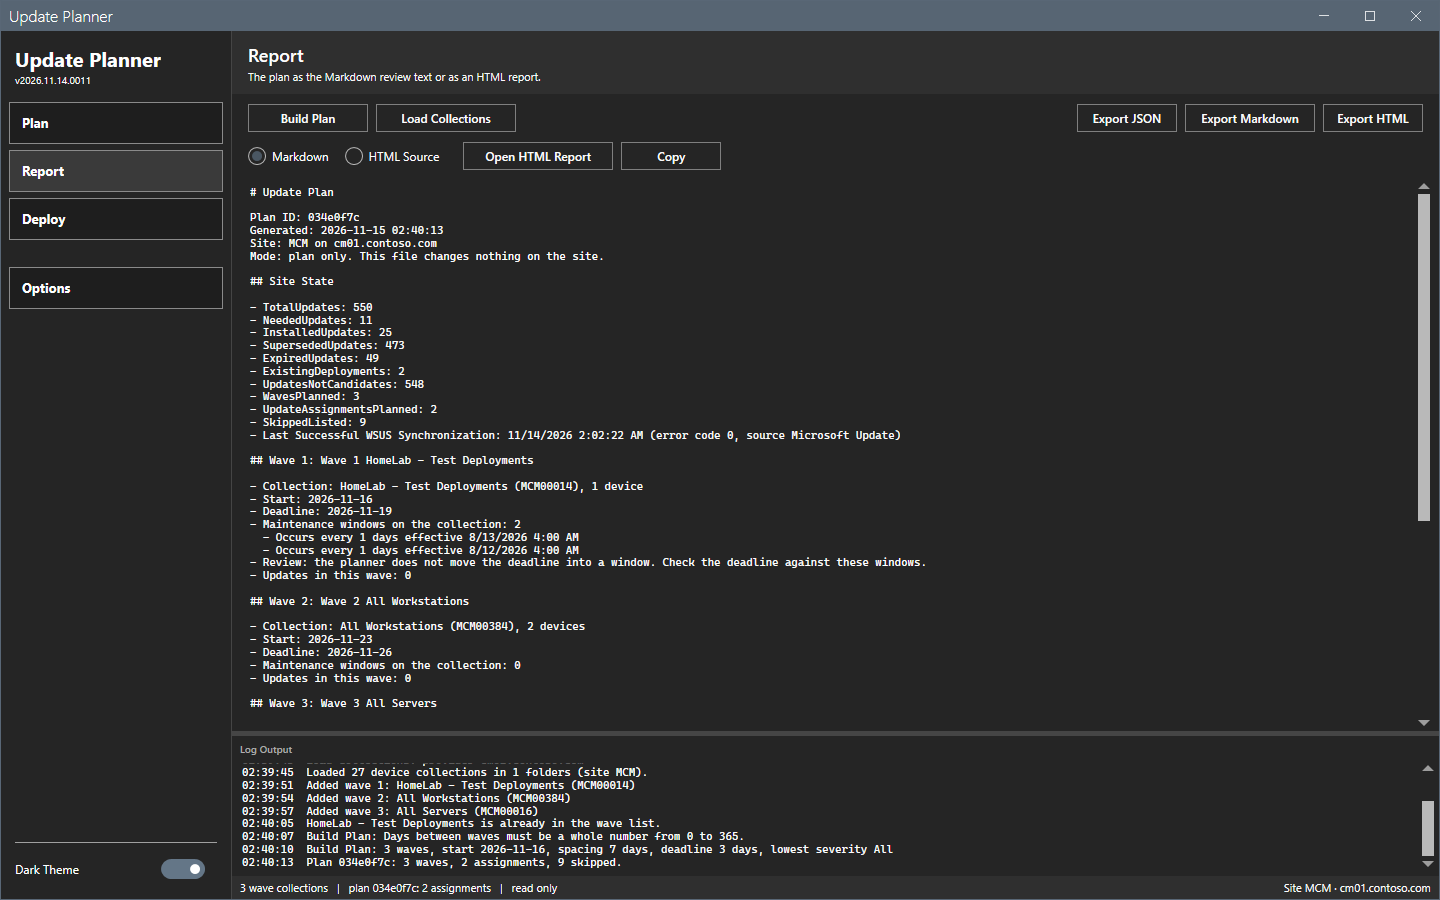 Update Planner
Update Planner
v2026.11.14.0011
Plan
Report
Deploy
Options
Dark Theme
Report
The plan as the Markdown review text or as an HTML report.
Build Plan
Load Collections
Export JSON
Export Markdown
Export HTML
Markdown
HTML Source
Open HTML Report
Copy
# Update Plan
Plan ID: 034e0f7c
Generated: 2026-11-15 02:40:13
Site: MCM on cm01.contoso.com
Mode: plan only. This file changes nothing on the site.
## Site State
- TotalUpdates: 550
- NeededUpdates: 11
- InstalledUpdates: 25
- SupersededUpdates: 473
- ExpiredUpdates: 49
- ExistingDeployments: 2
- UpdatesNotCandidates: 548
- WavesPlanned: 3
- UpdateAssignmentsPlanned: 2
- SkippedListed: 9
- Last Successful WSUS Synchronization: 11/14/2026 2:02:22 AM (error code 0, source Microsoft Update)
## Wave 1: Wave 1 HomeLab - Test Deployments
- Collection: HomeLab - Test Deployments (MCM00014), 1 device
- Start: 2026-11-16
- Deadline: 2026-11-19
- Maintenance windows on the collection: 2
- Occurs every 1 days effective 8/13/2026 4:00 AM
- Occurs every 1 days effective 8/12/2026 4:00 AM
- Review: the planner does not move the deadline into a window. Check the deadline against these windows.
- Updates in this wave: 0
## Wave 2: Wave 2 All Workstations
- Collection: All Workstations (MCM00384), 2 devices
- Start: 2026-11-23
- Deadline: 2026-11-26
- Maintenance windows on the collection: 0
- Updates in this wave: 0
## Wave 3: Wave 3 All Servers
Log Output
02:39:45 Loaded 27 device collections in 1 folders (site MCM).
02:39:51 Added wave 1: HomeLab - Test Deployments (MCM00014)
02:39:54 Added wave 2: All Workstations (MCM00384)
02:39:57 Added wave 3: All Servers (MCM00016)
02:40:05 HomeLab - Test Deployments is already in the wave list.
02:40:07 Build Plan: Days between waves must be a whole number from 0 to 365.
02:40:10 Build Plan: 3 waves, start 2026-11-16, spacing 7 days, deadline 3 days, lowest severity All
02:40:13 Plan 034e0f7c: 3 waves, 2 assignments, 9 skipped.
3 wave collections | plan 034e0f7c: 2 assignments | read only
Site MCM · cm01.contoso.com